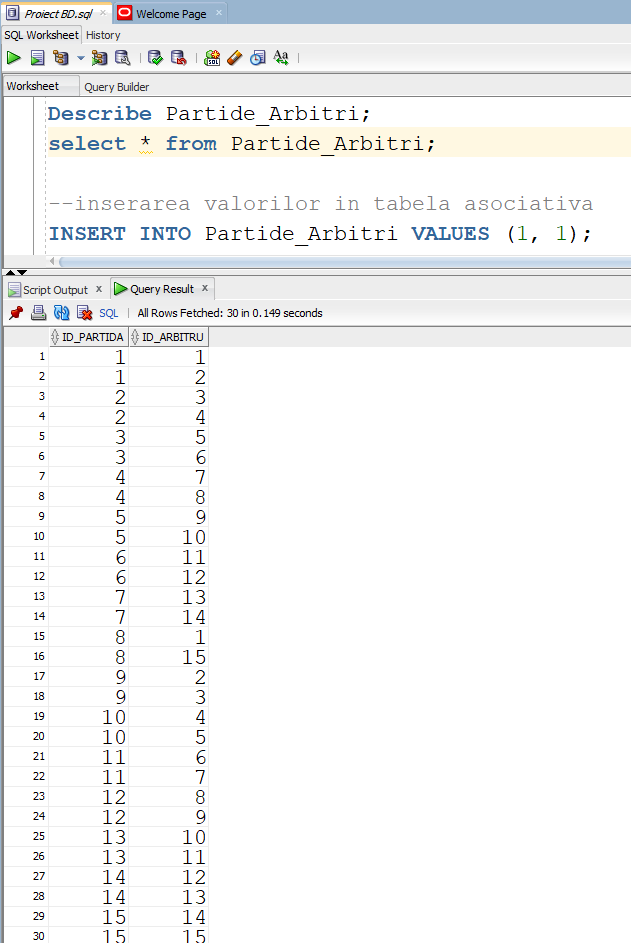 Proiect BD.sql × Welcome Page ×
SQL Worksheet History
Worksheet Query Builder
Describe Partide_Arbitri;
select * from Partide_Arbitri;
--inserarea valorilor in tabela asociativa
INSERT INTO Partide_Arbitri VALUES (1, 1);
Script Output × Query Result ×
SQL | All Rows Fetched: 30 in 0.149 seconds
ID_PARTIDA ID_ARBITRU
1 1 1
2 1 2
3 2 3
4 2 4
5 3 5
6 3 6
7 4 7
8 4 8
9 5 9
10 5 10
11 6 11
12 6 12
13 7 13
14 7 14
15 8 1
16 8 15
17 9 2
18 9 3
19 10 4
20 10 5
21 11 6
22 11 7
23 12 8
24 12 9
25 13 10
26 13 11
27 14 12
28 14 13
29 15 14
30 15 15